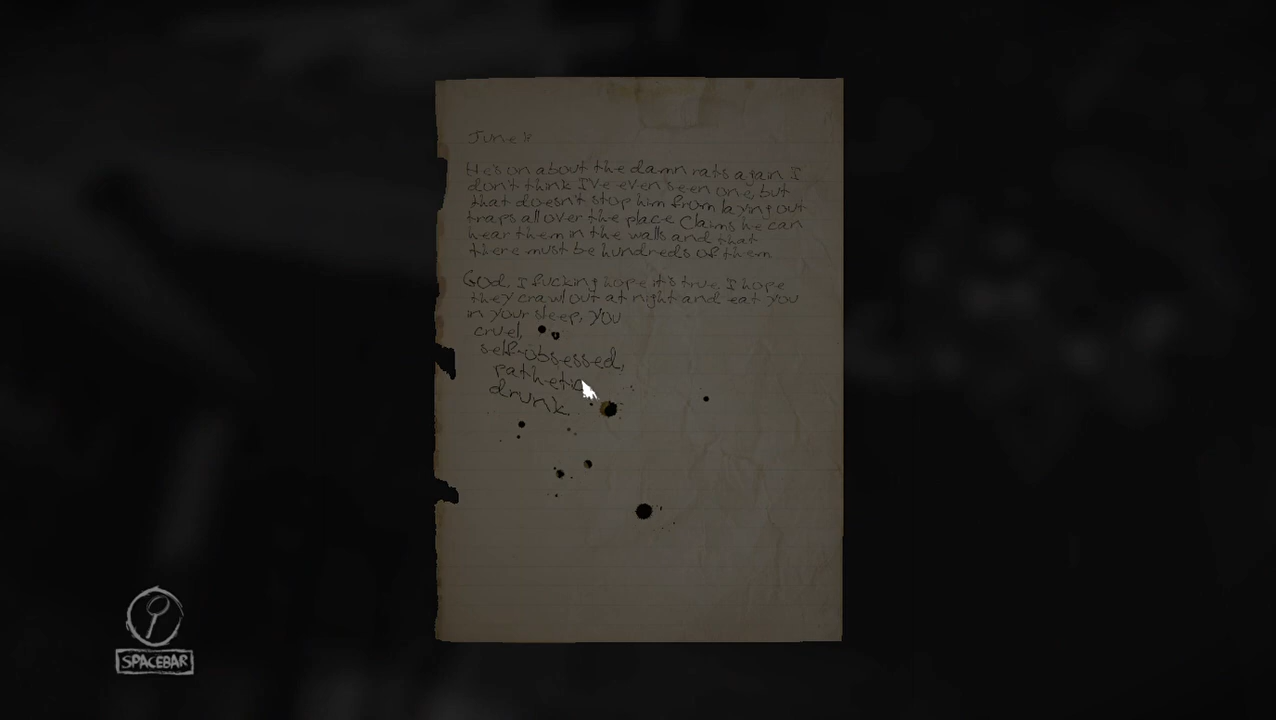 June
He's on about the damn rats again. I
don't think I've even seen one, but
that doesn't stop him from laying out
traps all over the place. Claims he can
hear them in the walls and that
there must be hundreds of them
God, I fucking hope it's true. I hope
they crawl out at night and eat you
in your sleep, you
cruel,
self-obsessed,
pathetic
drunk.
SPACEBAR